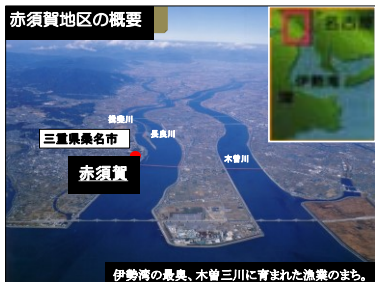 赤須賀地区の概要
名古屋
伊勢湾
揖斐川
長良川
三重県桑名市
木曽川
赤須賀
伊勢湾の最奥、木曽三川に育まれた漁業のまち。